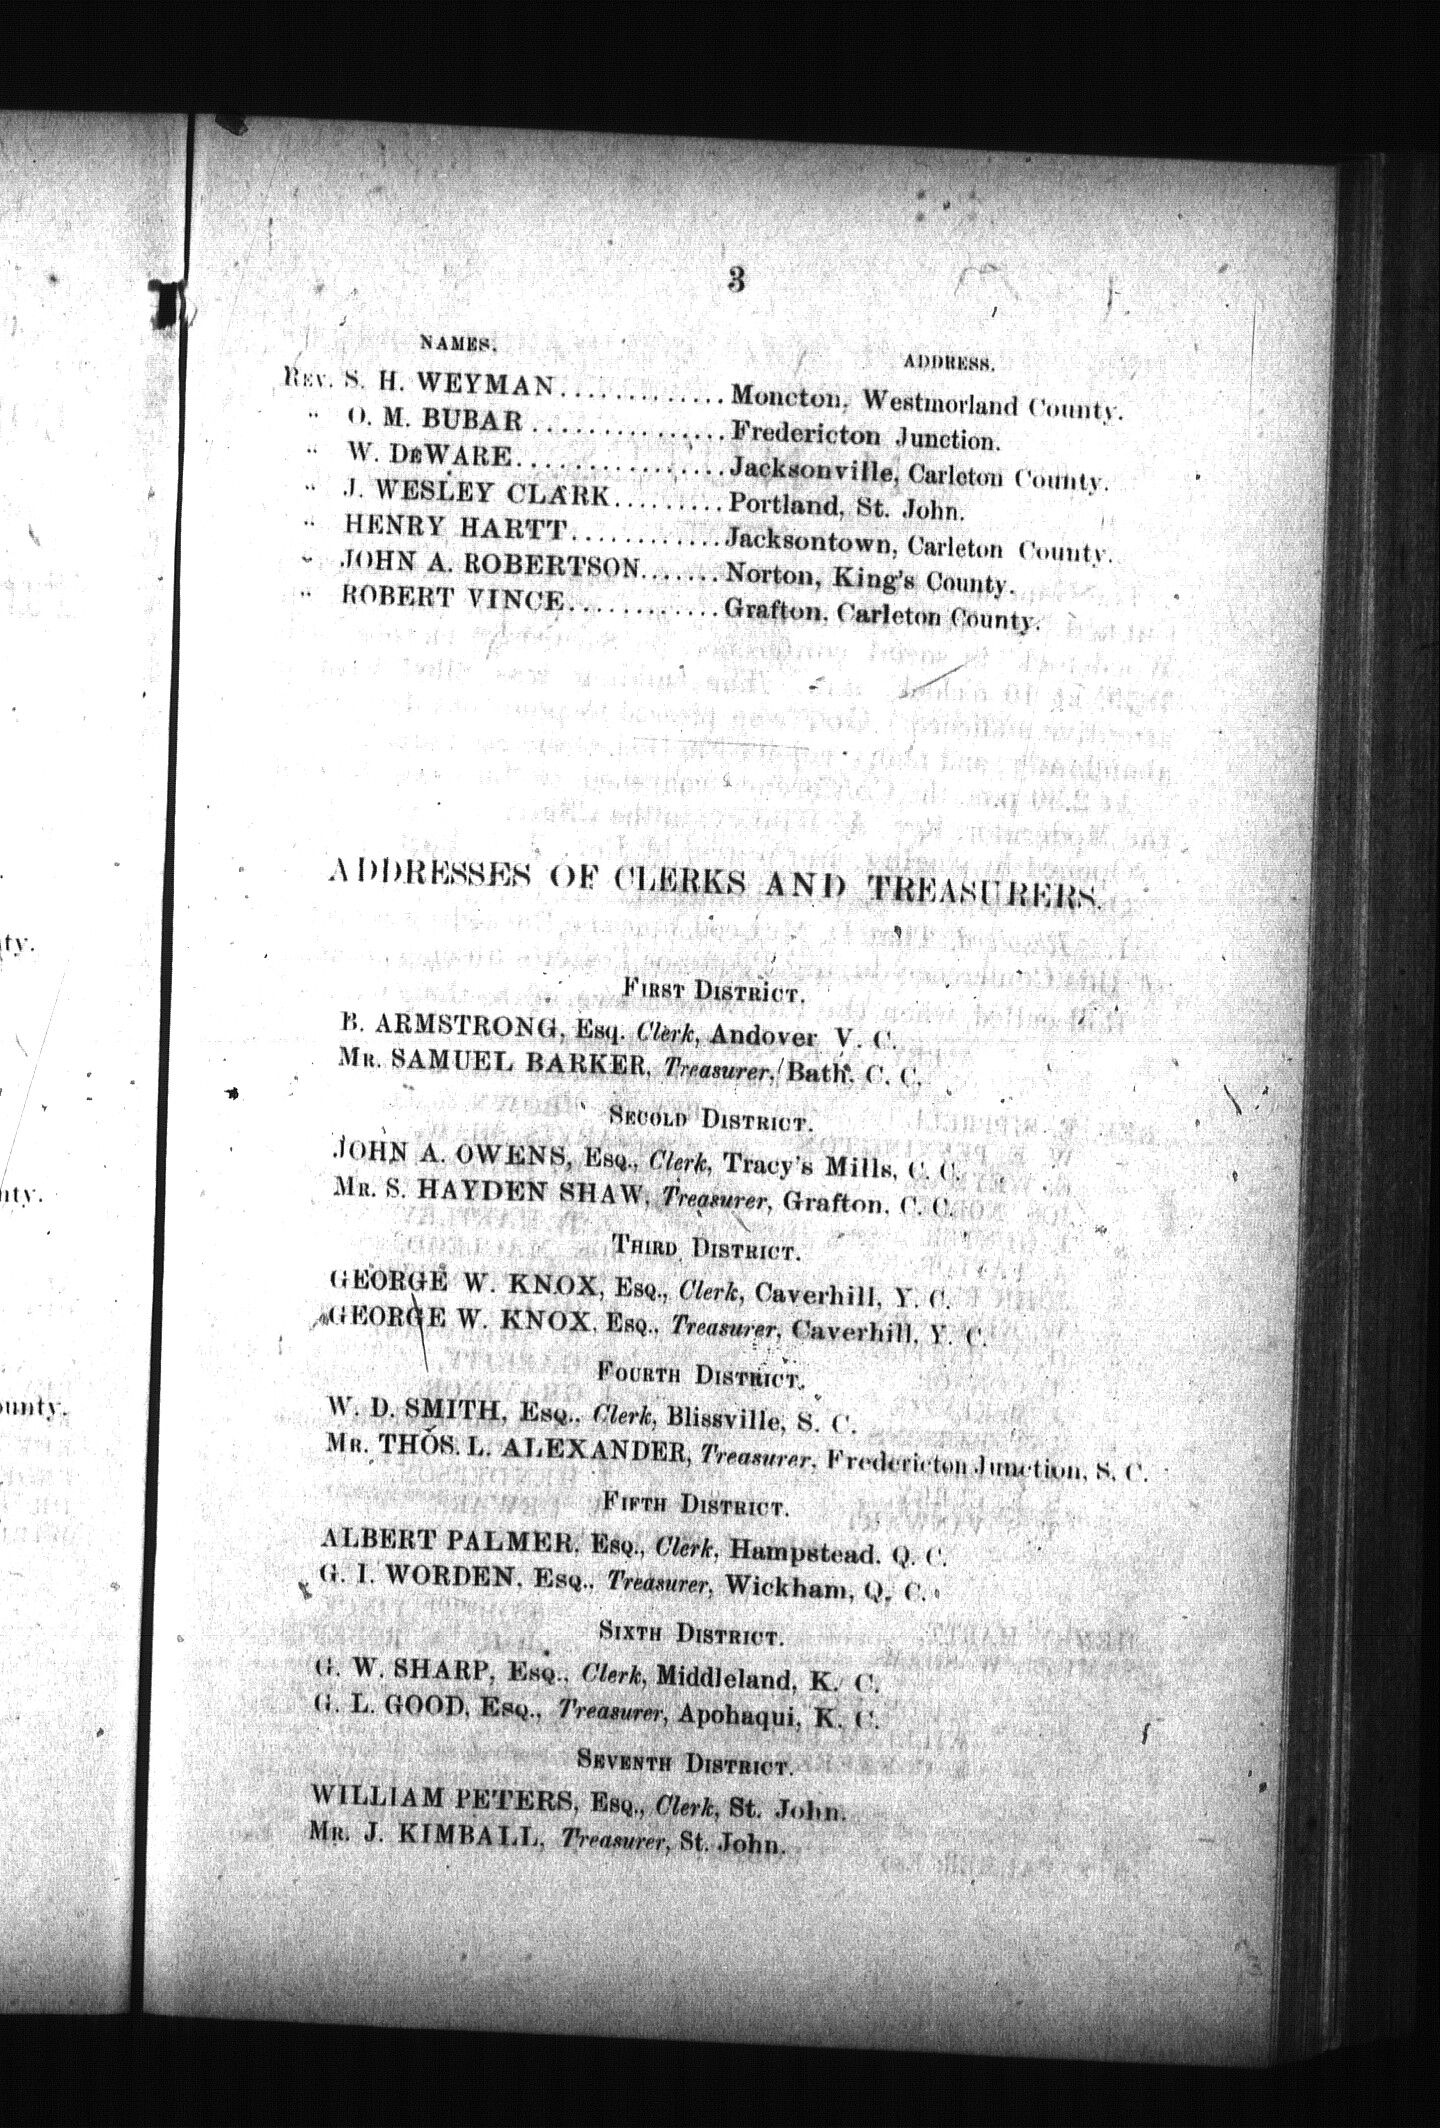 3
NAMES.
ADDRESS.
REV. S. H. WEYMAN.............Moncton, Westmorland County.
" O. M. BUBAR...............Fredericton Junction.
" W. DEWARE................Jacksonville, Carleton County.
" J. WESLEY CLARK.........Portland, St. John.
" HENRY HARTT............Jacksontown, Carleton County.
" JOHN A. ROBERTSON.......Norton, King's County.
" ROBERT VINCE............Grafton, Carleton County.
ADDRESSES OF CLERKS AND TREASURERS.
FIRST DISTRICT.
B. ARMSTRONG, Esq. Clerk, Andover V. C.
MR. SAMUEL BARKER, Treasurer, Bath, C. C.
SECOLD DISTRICT.
JOHN A. OWENS, ESQ., Clerk, Tracy's Mills, C. C.
MR. S. HAYDEN SHAW, Treasurer, Grafton, C. C.
THIRD DISTRICT.
GEORGE W. KNOX, ESQ., Clerk, Caverhill, Y. C.
GEORGE W. KNOX, ESQ., Treasurer, Caverhill, Y. C.
FOURTH DISTRICT.
W. D. SMITH, ESQ., Clerk, Blissville, S. C.
MR. THOS. L. ALEXANDER, Treasurer, Fredericton Junction, S. C.
FIFTH DISTRICT.
ALBERT PALMER, ESQ., Clerk, Hampstead, Q. C.
G. I. WORDEN, ESQ., Treasurer, Wickham, Q. C.
SIXTH DISTRICT.
G. W. SHARP, ESQ., Clerk, Middleland, K. C.
G. L. GOOD, ESQ., Treasurer, Apohaqui, K. C.
SEVENTH DISTRICT.
WILLIAM PETERS, ESQ., Clerk, St. John.
MR. J. KIMBALL, Treasurer, St. John.